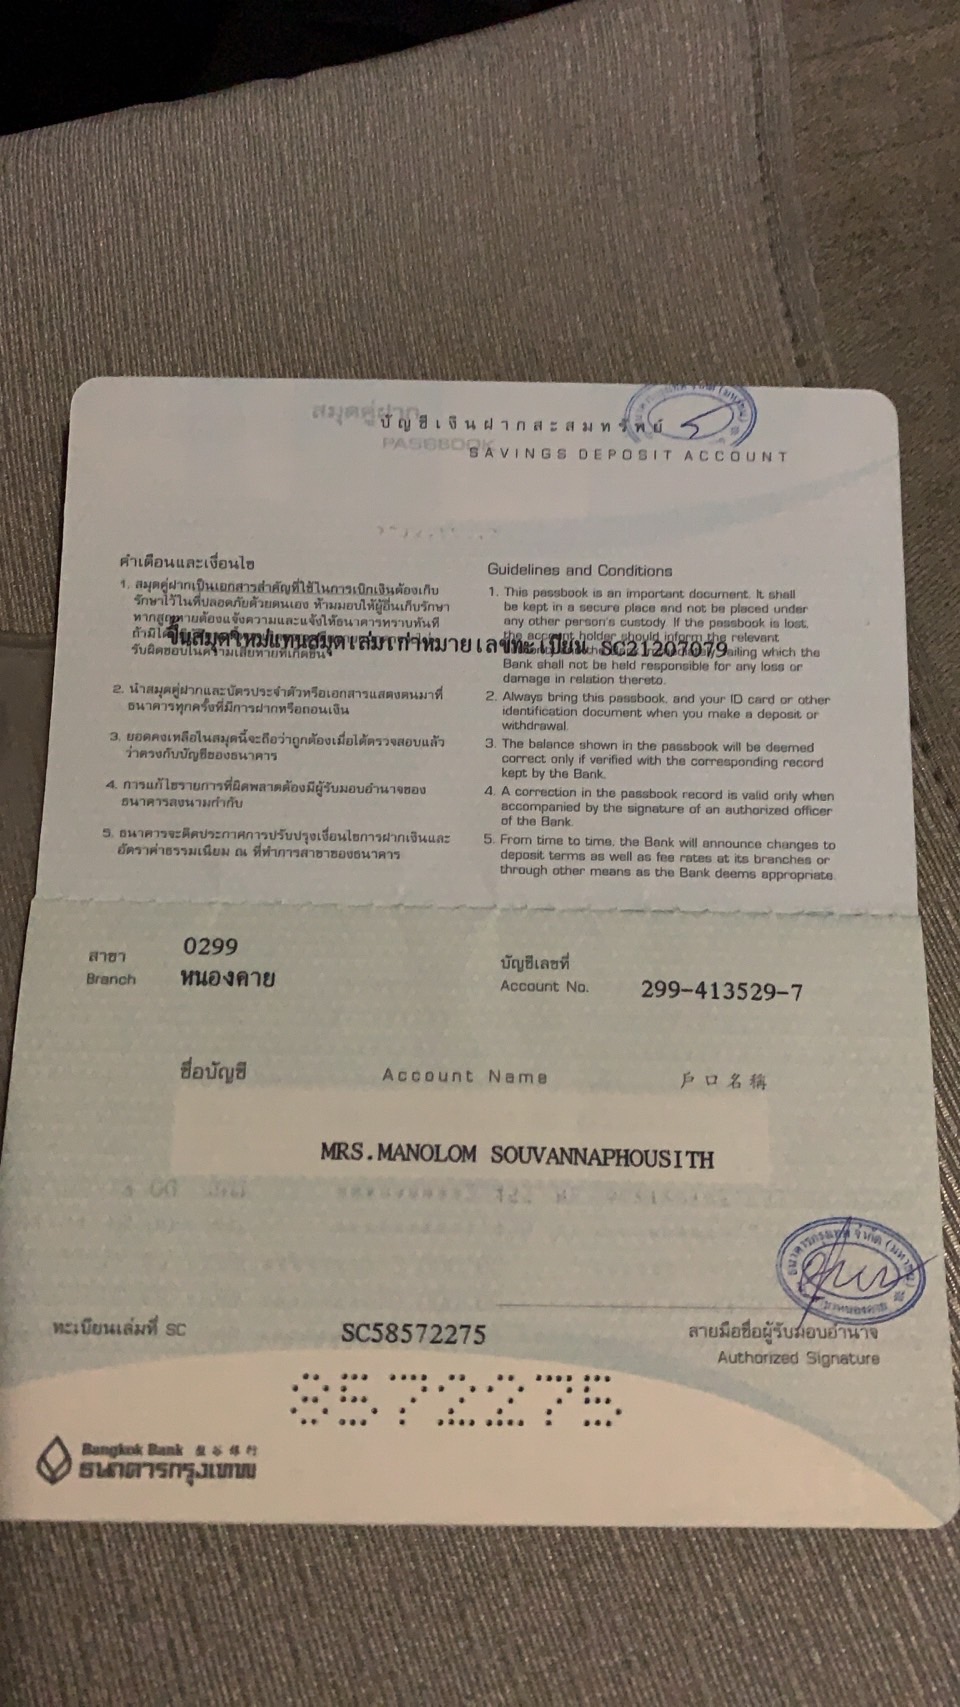 สมุดคู่ฝาก
บัญชีเงินฝากสะสมทรัพย์
PASSBOOK
SAVINGS DEPOSIT ACCOUNT
คำเตือนและเงื่อนไข
1. สมุดคู่ฝากเป็นเอกสารสำคัญที่ใช้ในการเบิกเงินต้องเก็บ
รักษาไว้ในที่ปลอดภัยด้วยตนเอง ห้ามมอบให้ผู้อื่นเก็บรักษา
หากสูญหายต้องแจ้งความและแจ้งให้ธนาคารทราบทันที
รับผิดชอบในความเสียหายที่เกิดขึ้น
ขึ้นสมุดใหม่แทนสมุดเล่มเก่าหมายเลขทะเบียน SC21207079
2. นำสมุดคู่ฝากและบัตรประจำตัวหรือเอกสารแสดงตนมาที่
ธนาคารทุกครั้งที่มีการฝากหรือถอนเงิน
3. ยอดคงเหลือในสมุดนี้จะถือว่าถูกต้องเมื่อได้ตรวจสอบแล้ว
ว่าตรงกับบัญชีของธนาคาร
4. การแก้ไขรายการที่ผิดพลาดต้องมีผู้รับมอบอำนาจของ
ธนาคารลงนามกำกับ
5. ธนาคารจะติดประกาศการปรับปรุงเงื่อนไขการฝากเงินและ
อัตราค่าธรรมเนียม ณ ที่ทำการสาขาของธนาคาร
Guidelines and Conditions
1. This passbook is an important document. It shall
be kept in a secure place and not be placed under
any other person's custody. If the passbook is lost,
the account holder should inform the relevant
failing which the
Bank shall not be held responsible for any loss or
damage in relation thereto.
2. Always bring this passbook, and your ID card or other
identification document when you make a deposit or
withdrawal.
3. The balance shown in the passbook will be deemed
correct only if verified with the corresponding record
kept by the Bank.
4. A correction in the passbook record is valid only when
accompanied by the signature of an authorized officer
of the Bank.
5. From time to time, the Bank will announce changes to
deposit terms as well as fee rates at its branches or
through other means as the Bank deems appropriate.
สาขา 0299
Branch หนองคาย
บัญชีเลขที่
Account No. 299-413529-7
ชื่อบัญชี Account Name 戶口名稱
MRS.MANOLOM SOUVANNAPHOUSITH
ธนาคารกรุงเทพ จำกัด (มหาชน)
ทะเบียนเล่มที่ SC SC58572275
ลายมือชื่อผู้รับมอบอำนาจ
Authorized Signature
8572275
Bangkok Bank 盤谷銀行
ธนาคารกรุงเทพ